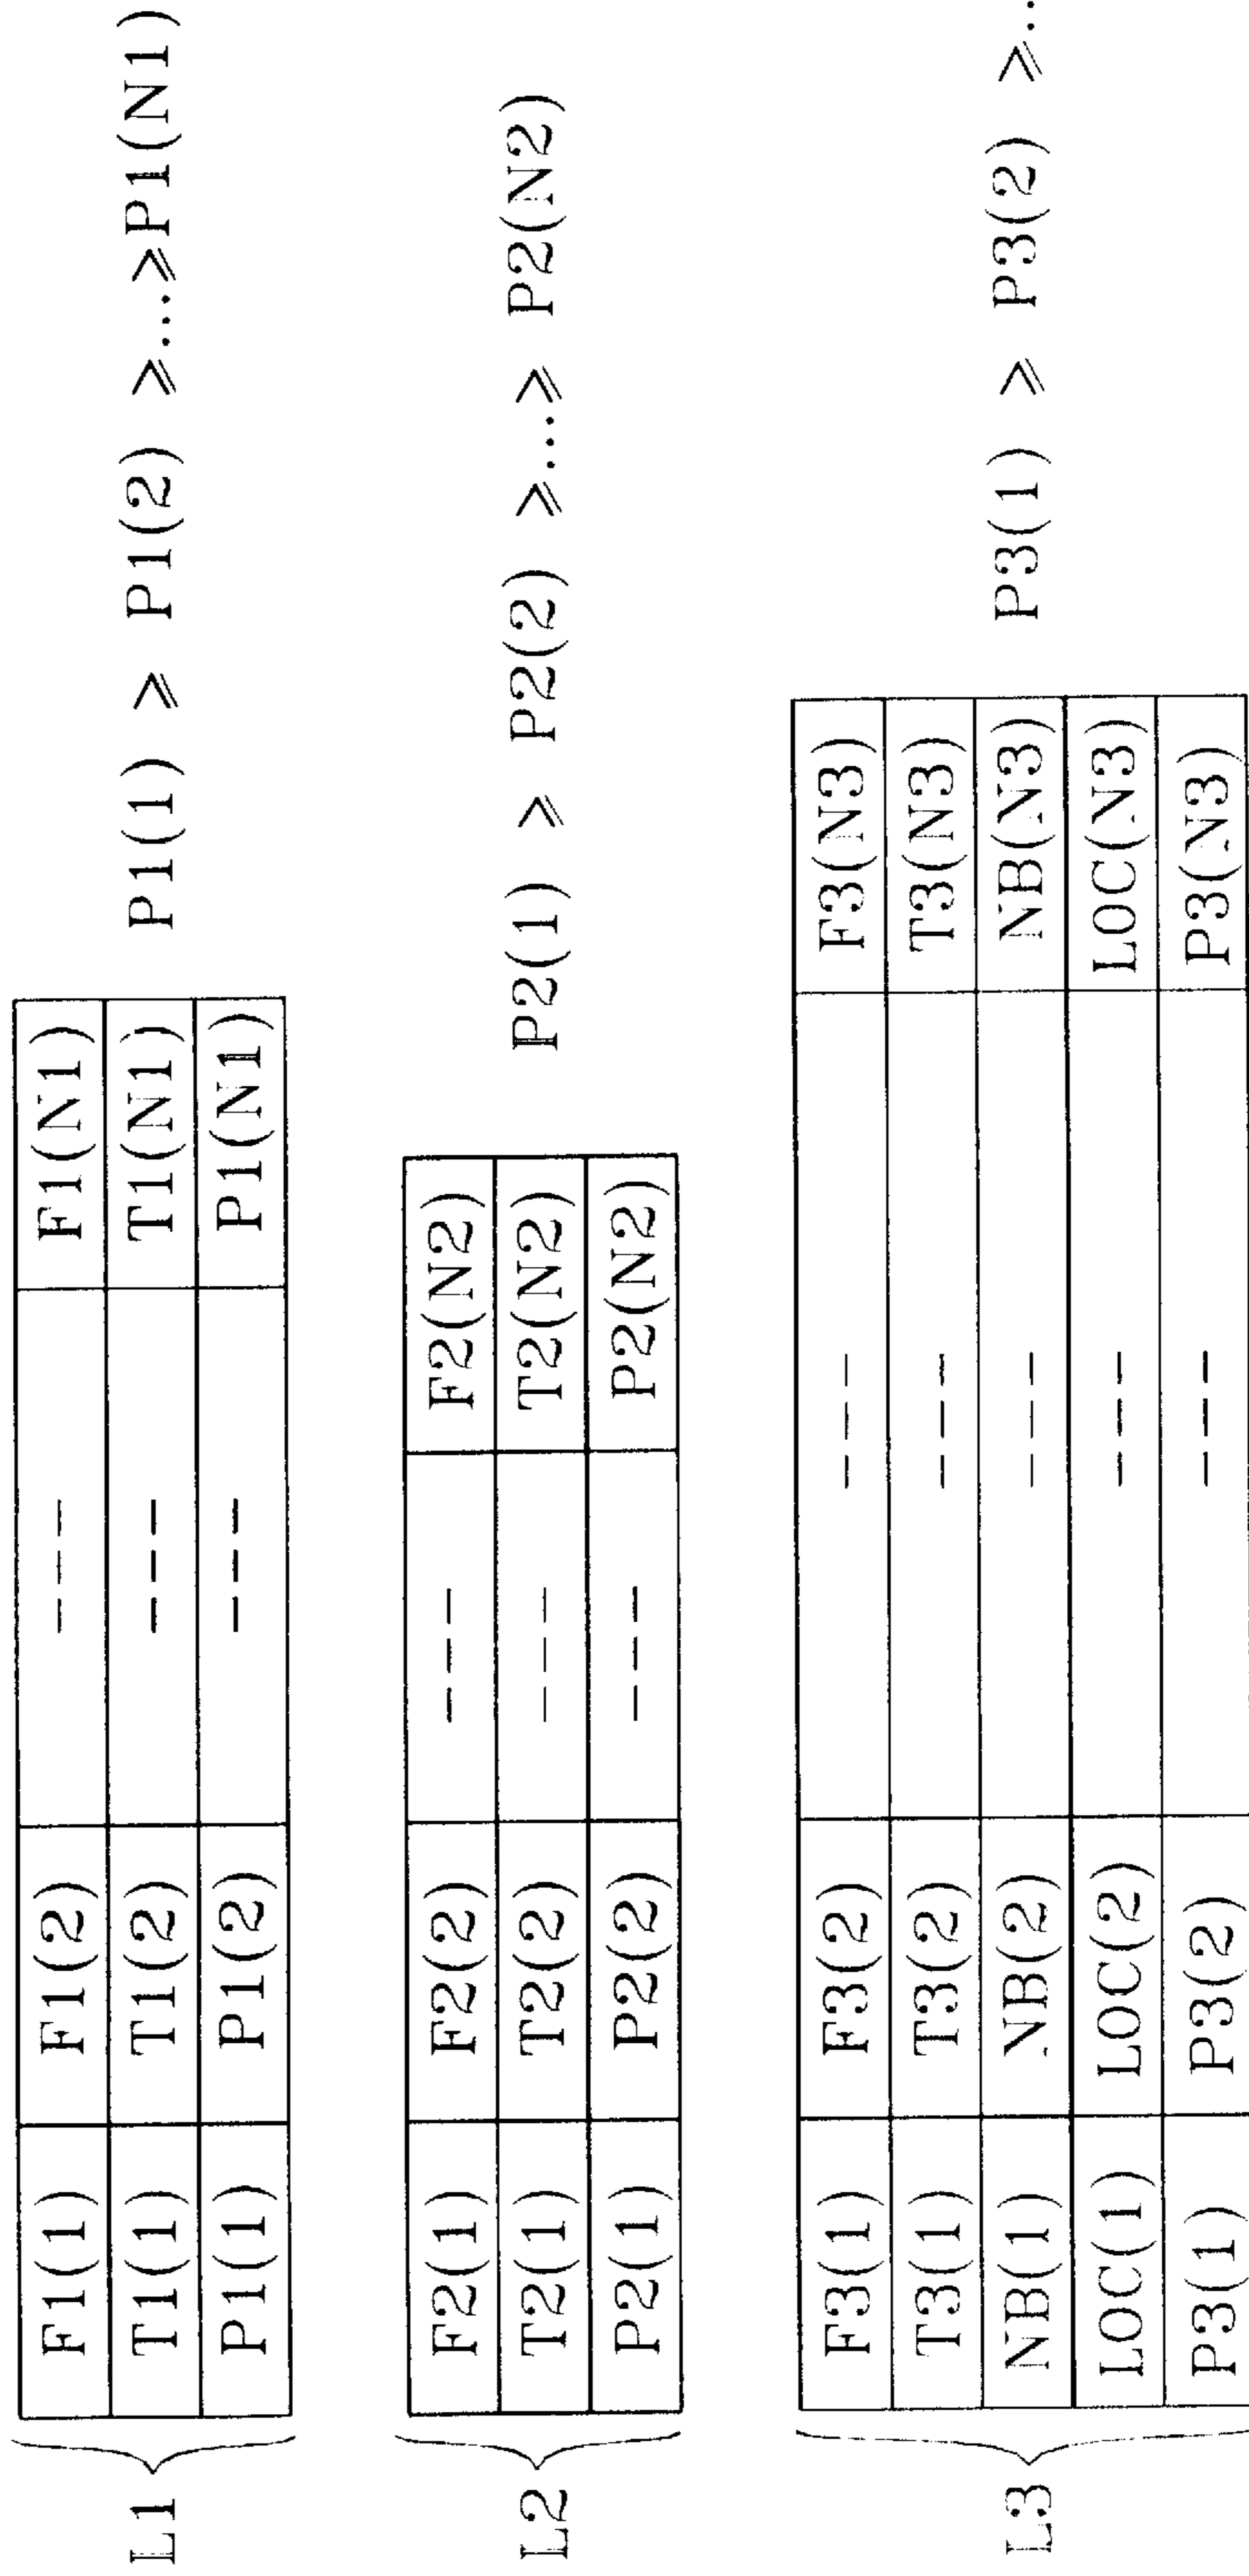 F1(1) F1(2) --- F1(N1)
L1 T1(1) T1(2) --- T1(N1) P1(1) ⩾ P1(2) ⩾...⩾P1(N1)
P1(1) P1(2) --- P1(N1)
F2(1) F2(2) --- F2(N2)
L2 T2(1) T2(2) --- T2(N2) P2(1) ⩾ P2(2) ⩾...⩾ P2(N2)
P2(1) P2(2) --- P2(N2)
F3(1) F3(2) --- F3(N3)
T3(1) T3(2) --- T3(N3)
L3 NB(1) NB(2) --- NB(N3) P3(1) ⩾ P3(2) ⩾..
LOC(1) LOC(2) --- LOC(N3)
P3(1) P3(2) --- P3(N3)